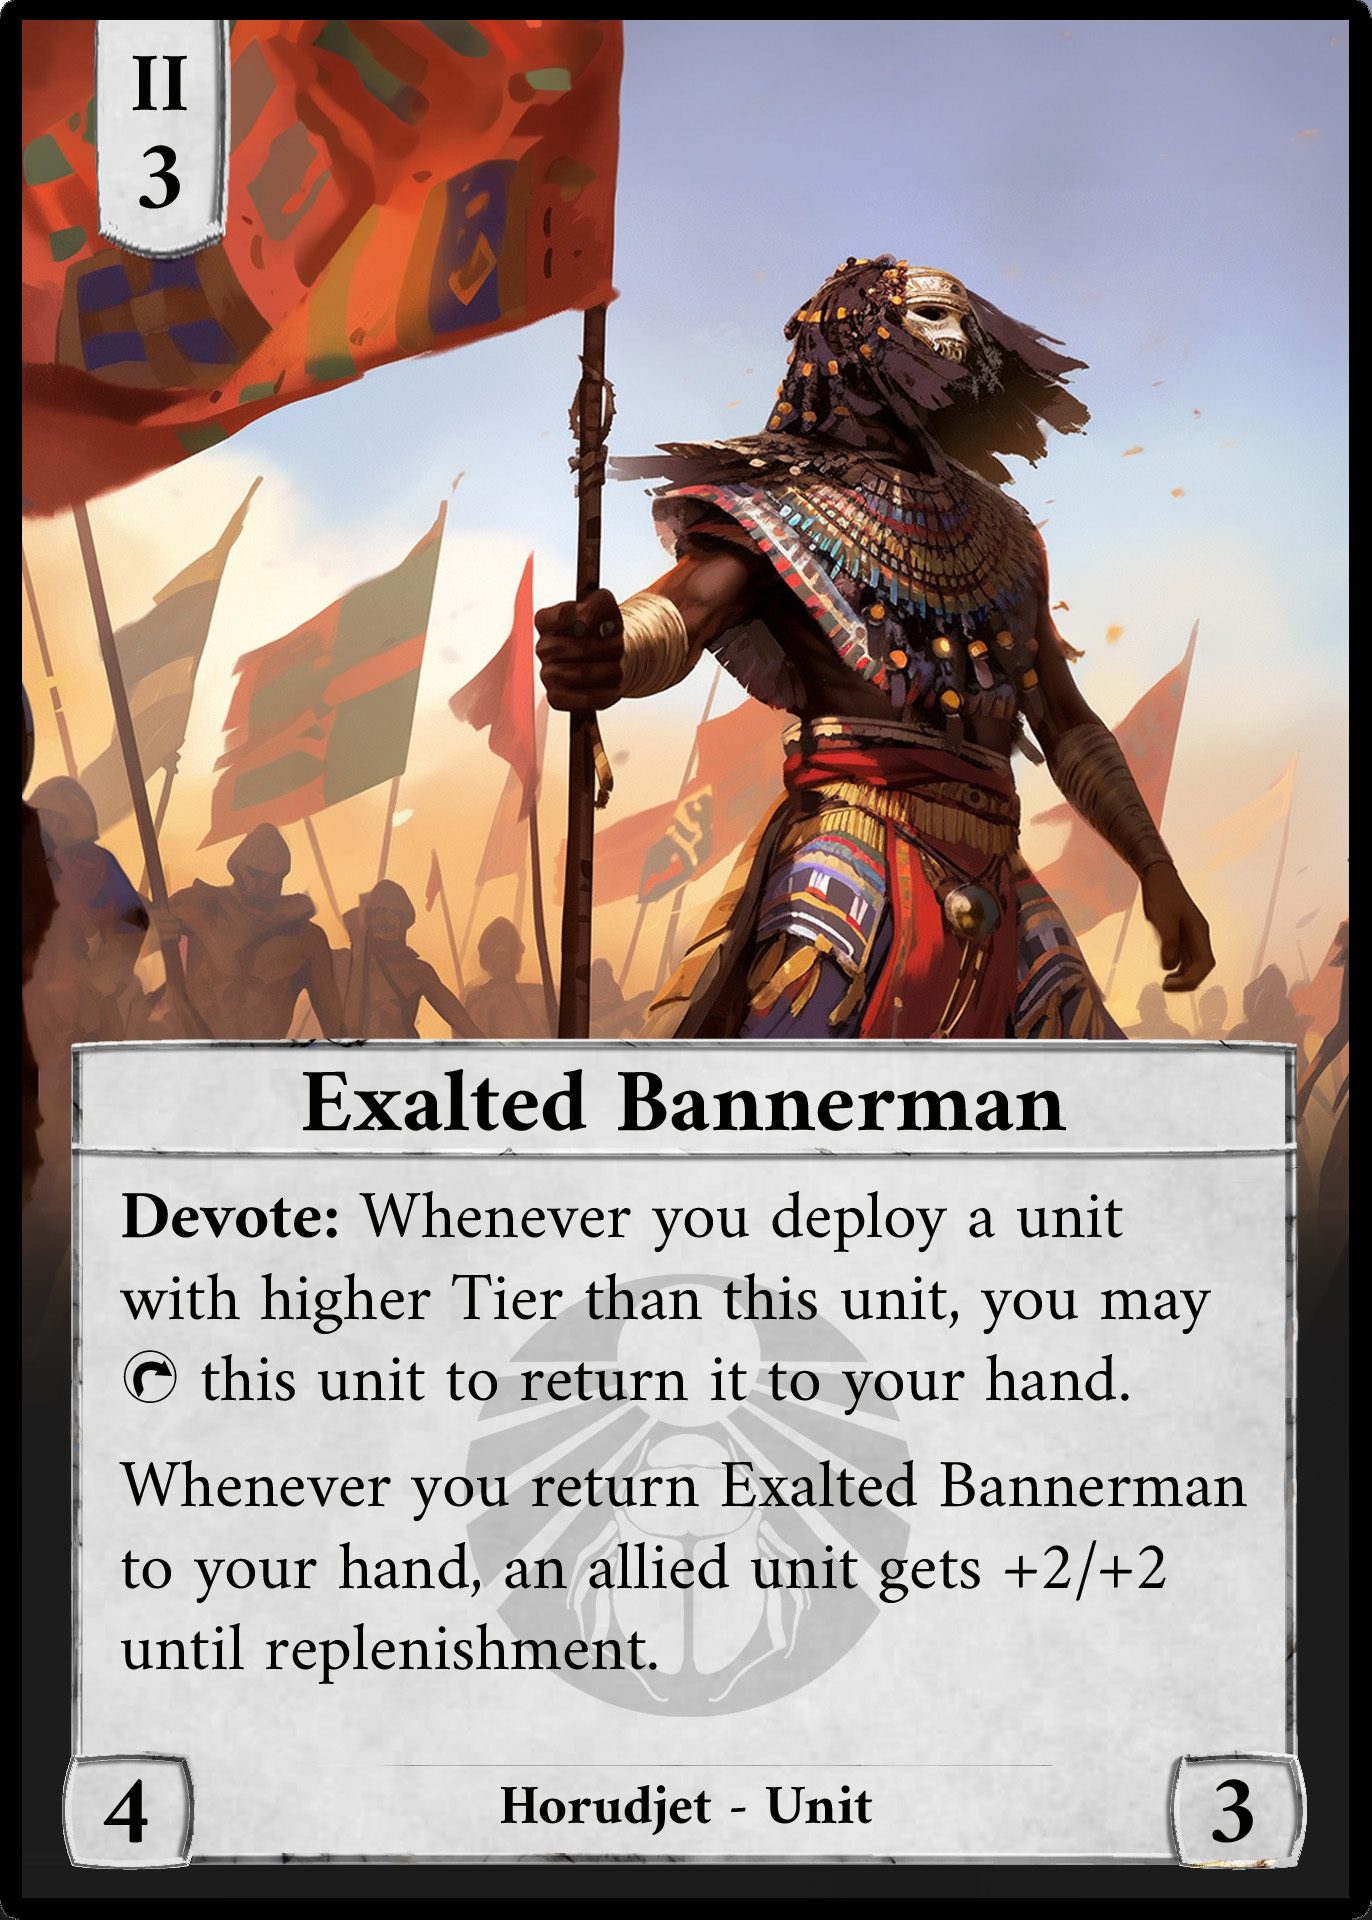 II
3
Exalted Bannerman
Devote: Whenever you deploy a unit
with higher Tier than this unit, you may
this unit to return it to your hand.
Whenever you return Exalted Bannerman
to your hand, an allied unit gets +2/+2
until replenishment.
4
Horudjet - Unit
3